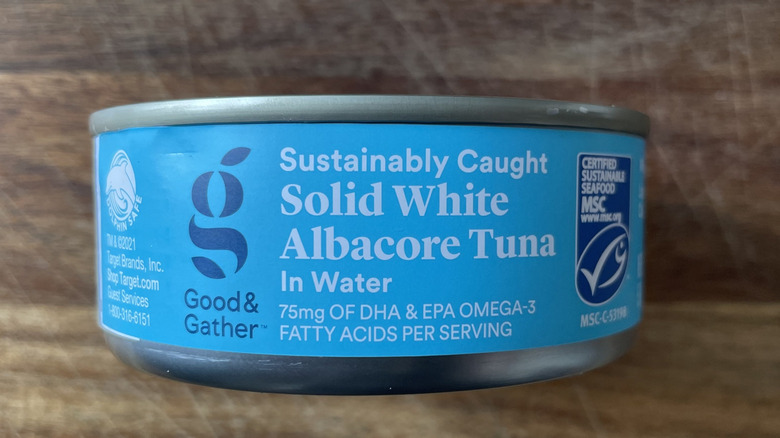 DOLPHIN SAFE
TM & ©2021
Target Brands, Inc.
Shop Target.com
Guest Services
1-800-316-6151
g
Good&
Gather™
Sustainably Caught
Solid White
Albacore Tuna
In Water
75mg OF DHA & EPA OMEGA-3
FATTY ACIDS PER SERVING
CERTIFIED
SUSTAINABLE
SEAFOOD
MSC
www.msc.org
MSC-C-53198